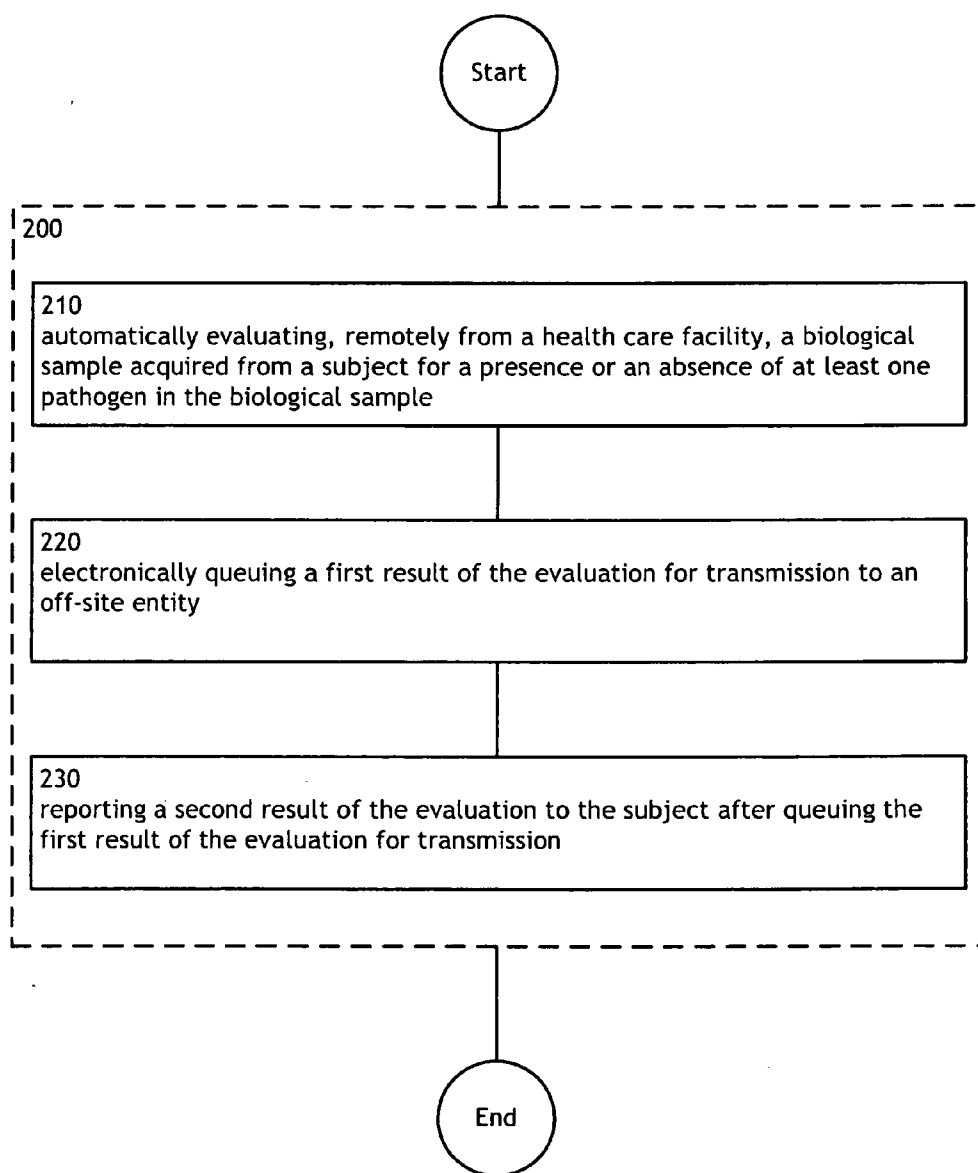 Start
200
210
automatically evaluating, remotely from a health care facility, a biological
sample acquired from a subject for a presence or an absence of at least one
pathogen in the biological sample
220
electronically queuing a first result of the evaluation for transmission to an
off-site entity
230
reporting a second result of the evaluation to the subject after queuing the
first result of the evaluation for transmission
End